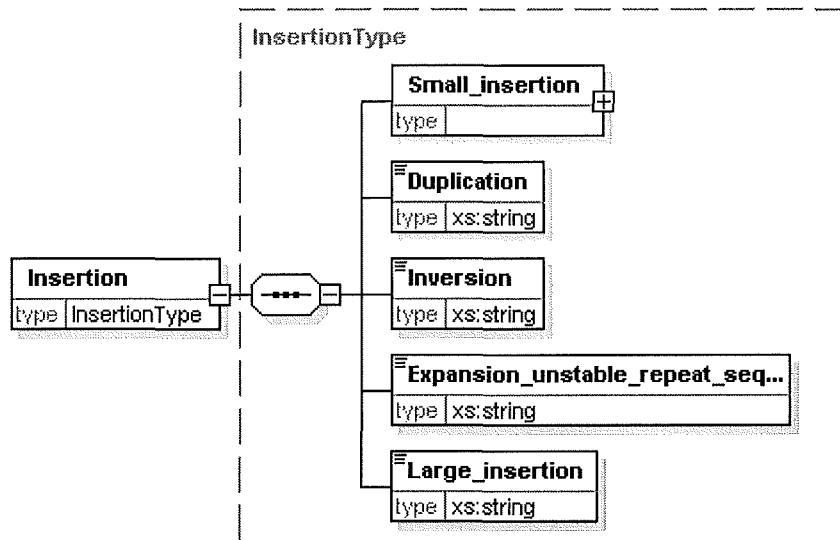 InsertionType
Small_insertion
type
Duplication
type xs:string
Insertion
type InsertionType
Inversion
type xs:string
Expansion_unstable_repeat_seq...
type xs:string
Large_insertion
type xs:string